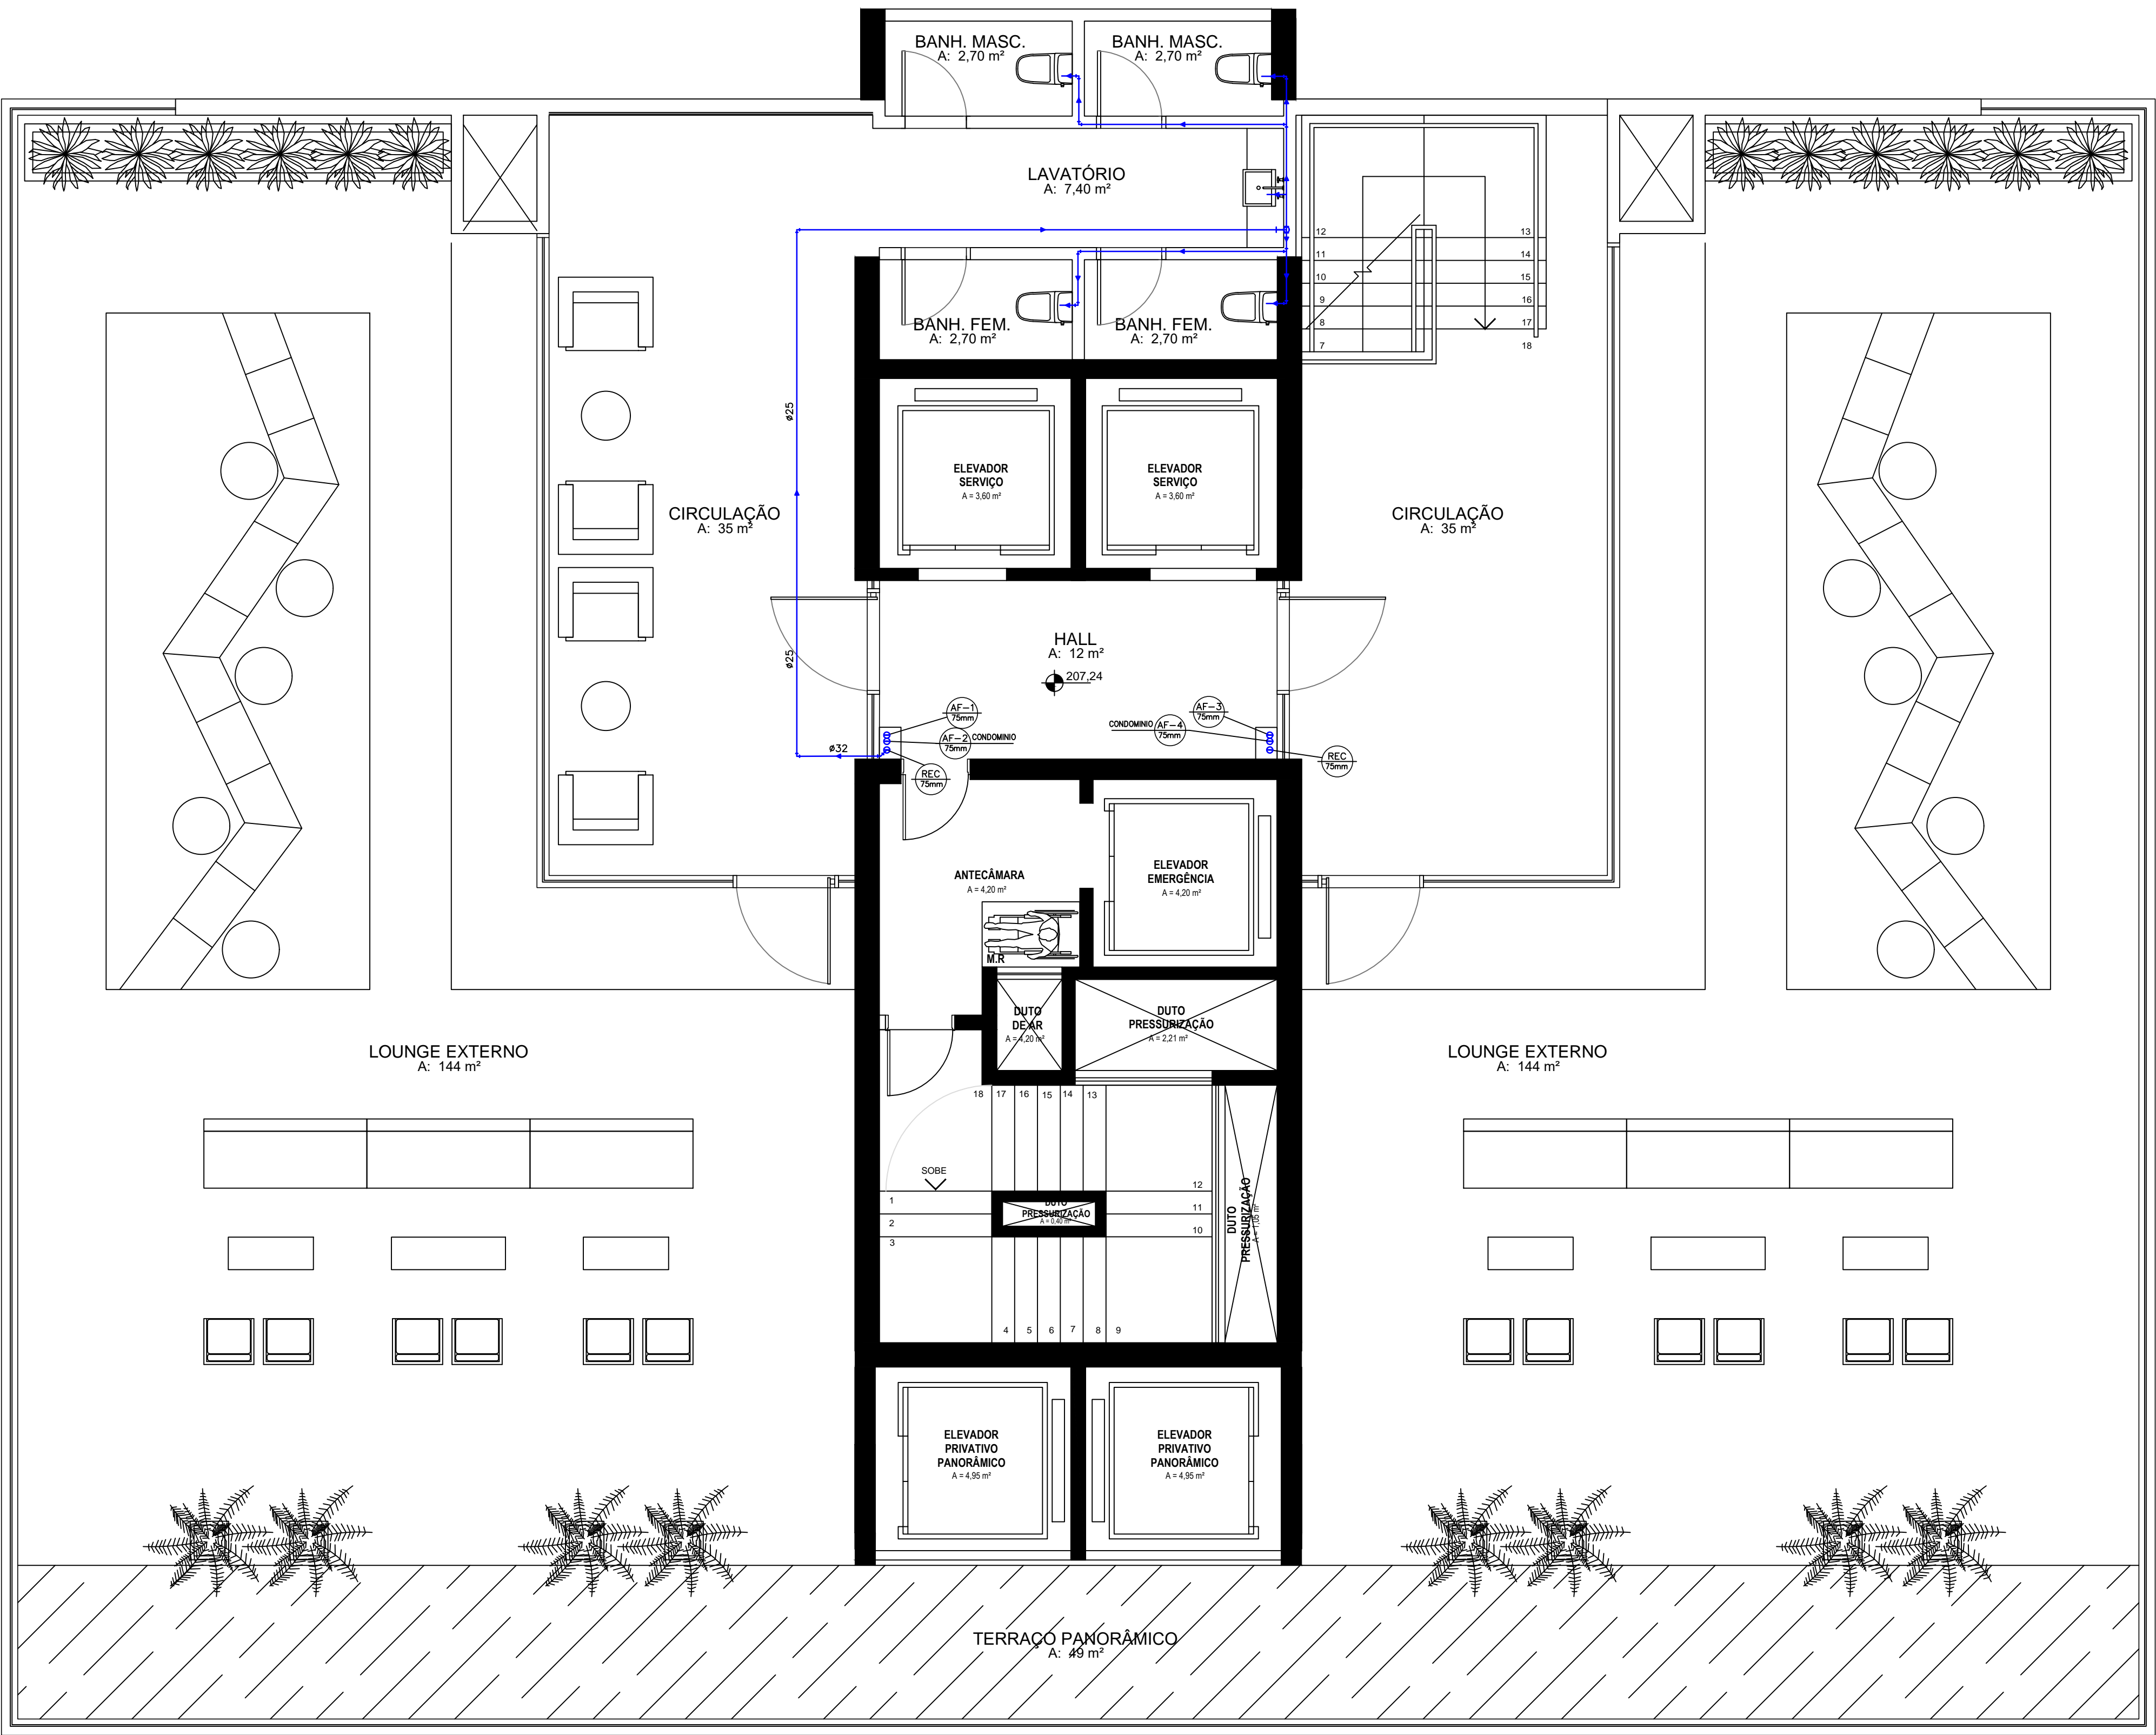 BANH. MASC.
A: 2,70 m²
BANH. MASC.
A: 2,70 m²
LAVATÓRIO
A: 7,40 m²
12
11
10
9
8
7
13
14
15
16
17
18
BANH. FEM.
A: 2,70 m²
BANH. FEM.
A: 2,70 m²
ø25
ELEVADOR
SERVIÇO
A = 3,60 m²
ELEVADOR
SERVIÇO
A = 3,60 m²
CIRCULAÇÃO
A: 35 m²
CIRCULAÇÃO
A: 35 m²
HALL
A: 12 m²
207,24
ø25
AF-1
75mm
AF-2
75mm
CONDOMINIO
REC
75mm
ø32
AF-3
75mm
CONDOMINIO
AF-4
75mm
REC
75mm
ANTECÂMARA
A = 4,20 m²
ELEVADOR
EMERGÊNCIA
A = 4,20 m²
M.R
DUTO
DE AR
A = 4,20 m²
DUTO
PRESSURIZAÇÃO
A = 2,21 m²
LOUNGE EXTERNO
A: 144 m²
LOUNGE EXTERNO
A: 144 m²
18 17 16 15 14 13
SOBE
1
2
3
12
11
10
DUTO
PRESSURIZAÇÃO
A = 0,40 m²
DUTO
PRESSURIZAÇÃO
A = 1,05 m²
4 5 6 7 8 9
ELEVADOR
PRIVATIVO
PANORÂMICO
A = 4,95 m²
ELEVADOR
PRIVATIVO
PANORÂMICO
A = 4,95 m²
TERRAÇO PANORÂMICO
A: 49 m²